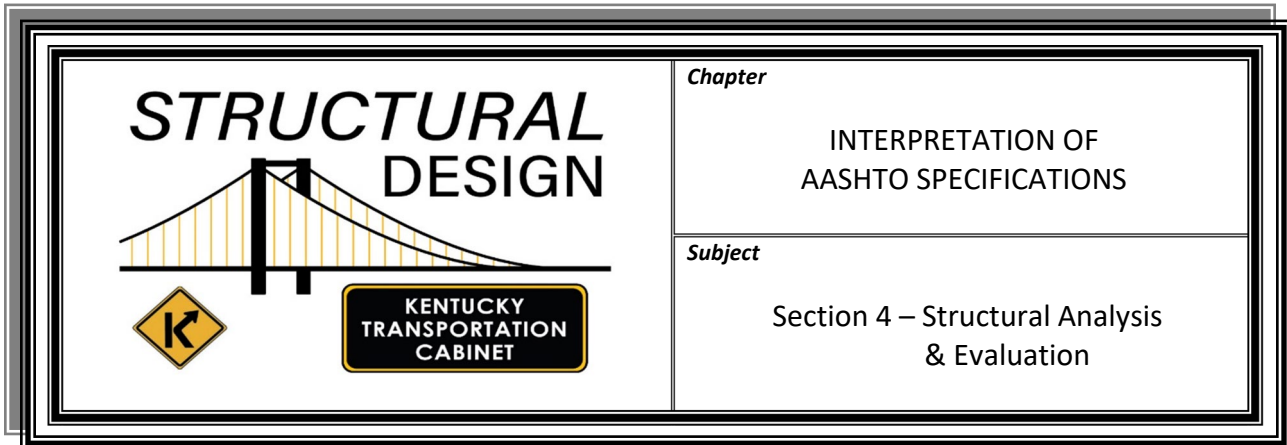 STRUCTURAL
DESIGN
K
KENTUCKY
TRANSPORTATION
CABINET
Chapter
INTERPRETATION OF
AASHTO SPECIFICATIONS
Subject
Section 4 – Structural Analysis
& Evaluation